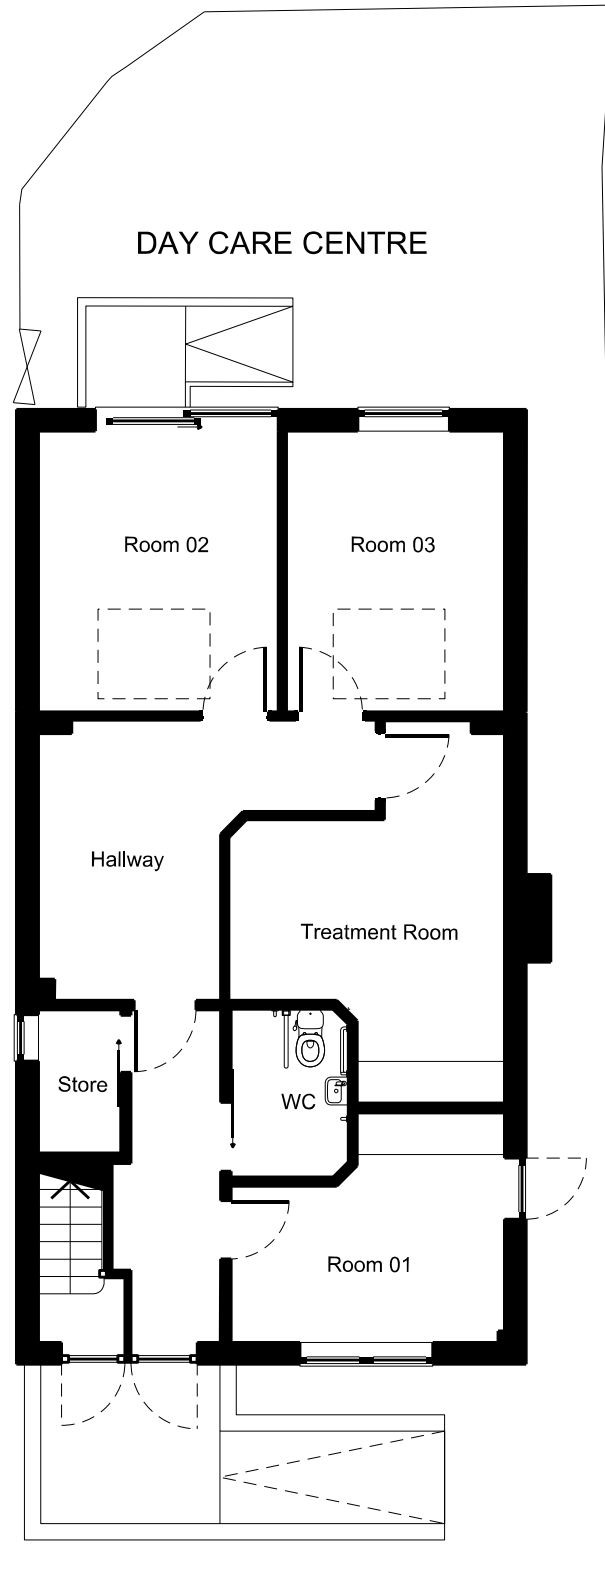 DAY CARE CENTRE
Room 02
Room 03
Hallway
Treatment Room
Store
WC
Room 01